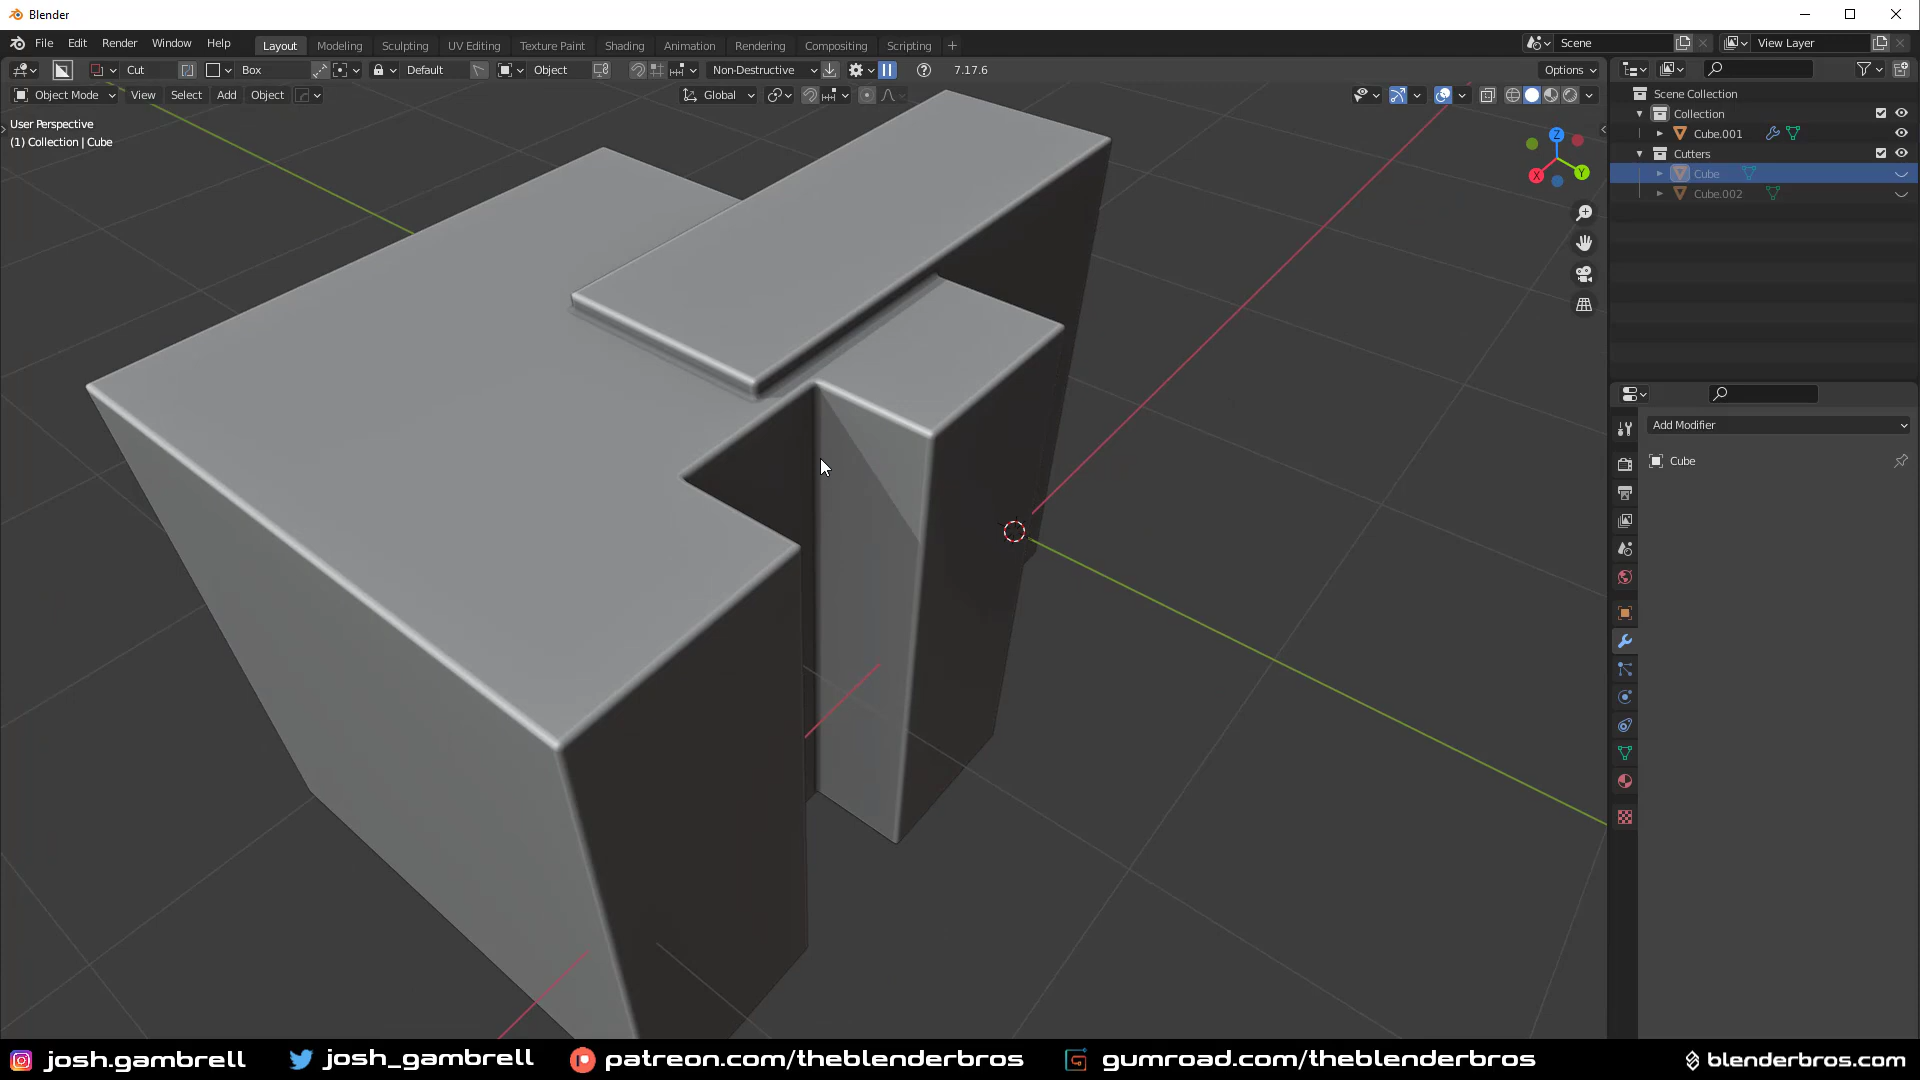 Blender
File Edit Render Window Help
Layout Modeling Sculpting UV Editing Texture Paint Shading Animation Rendering Compositing Scripting +
Scene
View Layer
Cut Box Default Object Non-Destructive 7.17.6 Options
Object Mode View Select Add Object Global
User Perspective
(1) Collection | Cube
Z
Y
X
Scene Collection
Collection
Cube.001
Cutters
Cube
Cube.002
Add Modifier
Cube
josh.gambrell josh_gambrell patreon.com/theblenderbros gumroad.com/theblenderbros blenderbros.com